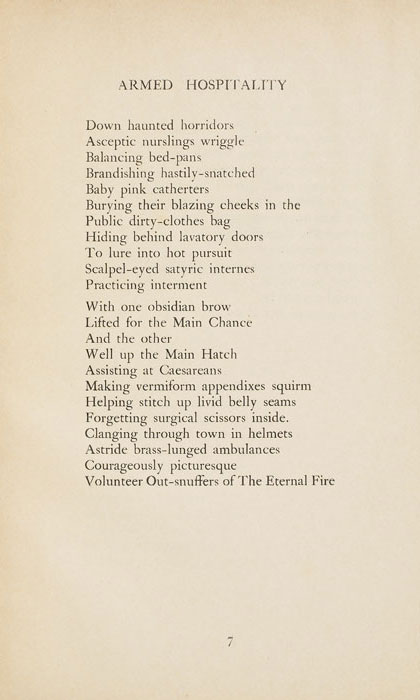 ARMED HOSPITALITY
Down haunted horridors
Asceptic nurslings wriggle
Balancing bed-pans
Brandishing hastily-snatched
Baby pink catherters
Burying their blazing cheeks in the
Public dirty-clothes bag
Hiding behind lavatory doors
To lure into hot pursuit
Scalpel-eyed satyric internes
Practicing interment
With one obsidian brow
Lifted for the Main Chance
And the other
Well up the Main Hatch
Assisting at Caesareans
Making vermiform appendixes squirm
Helping stitch up livid belly seams
Forgetting surgical scissors inside.
Clanging through town in helmets
Astride brass-lunged ambulances
Courageously picturesque
Volunteer Out-snuffers of The Eternal Fire
7